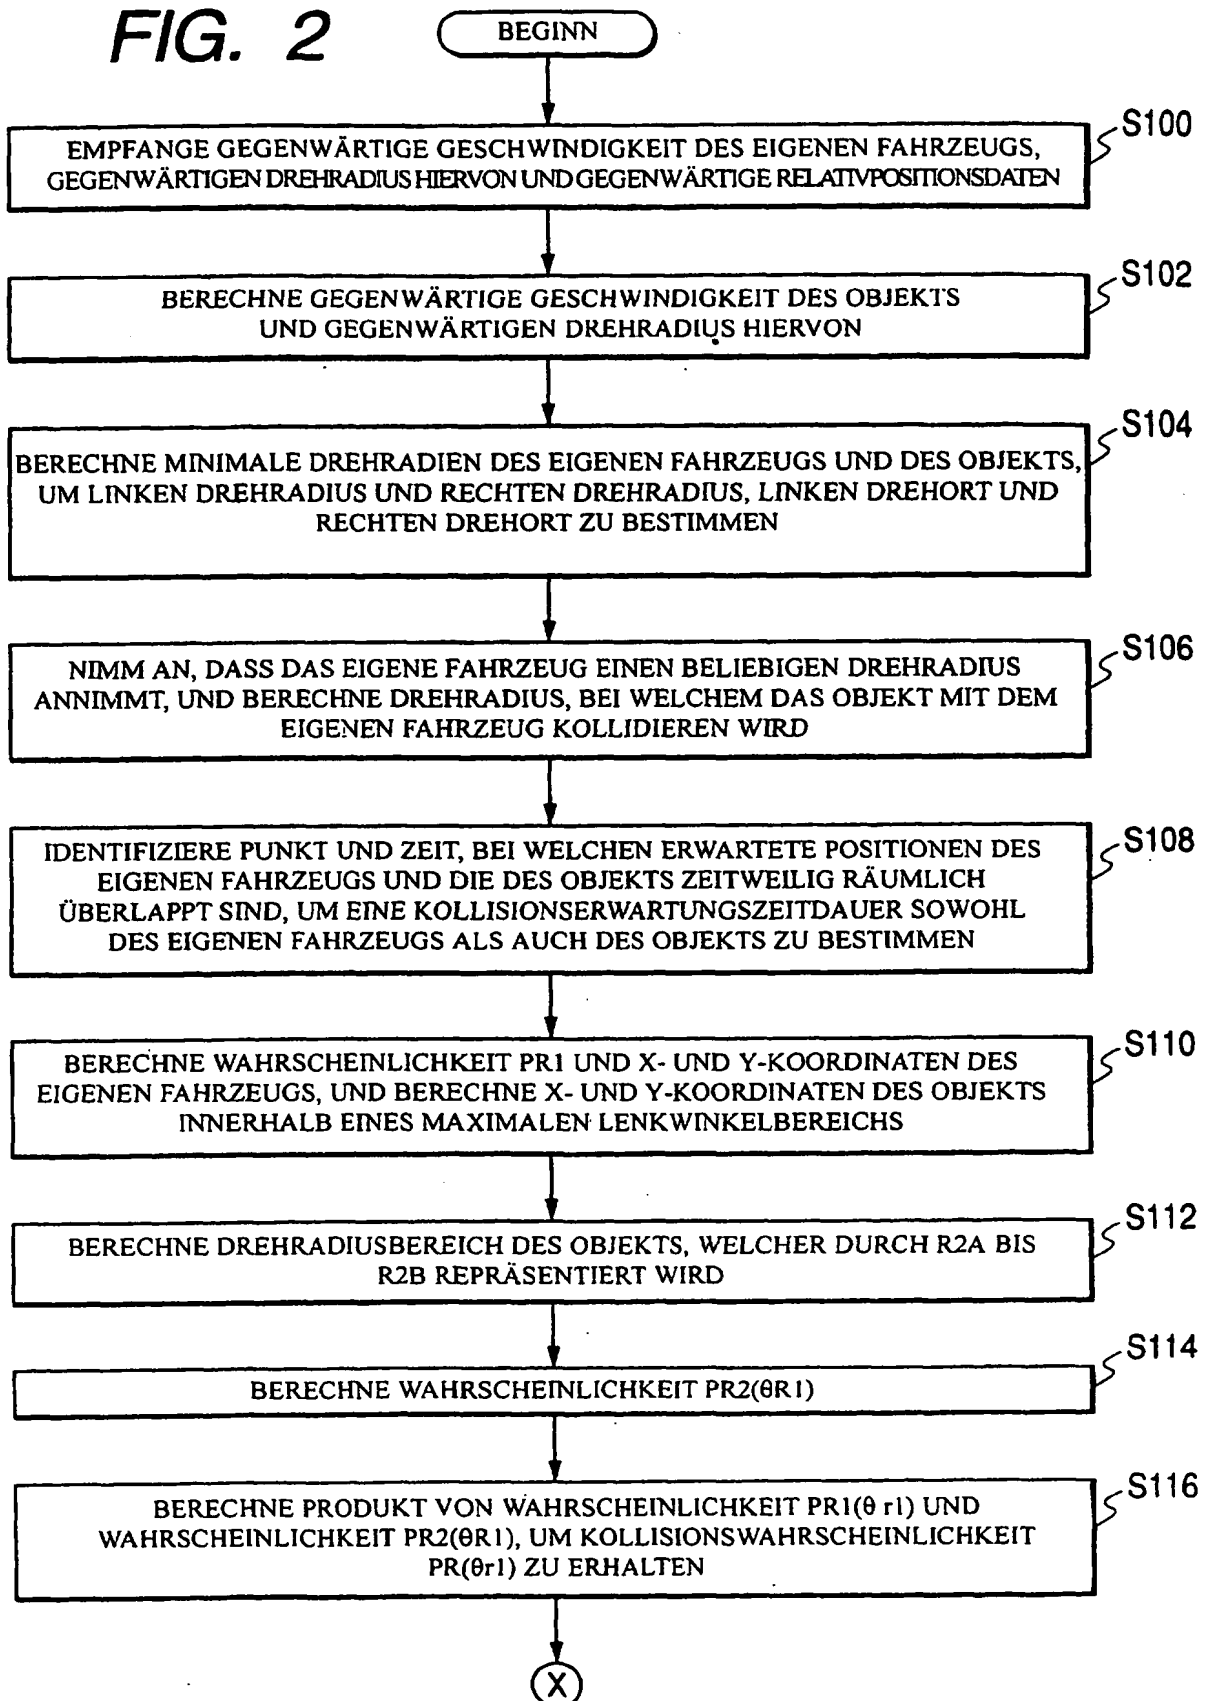 FIG. 2
BEGINN
S100
EMPFANGE GEGENWÄRTIGE GESCHWINDIGKEIT DES EIGENEN FAHRZEUGS,
GEGENWÄRTIGEN DREHRADIUS HIERVON UND GEGENWÄRTIGE RELATIVPOSITIONSDATEN
S102
BERECHNE GEGENWÄRTIGE GESCHWINDIGKEIT DES OBJEKTS
UND GEGENWÄRTIGEN DREHRADIUS HIERVON
S104
BERECHNE MINIMALE DREHRADIEN DES EIGENEN FAHRZEUGS UND DES OBJEKTS,
UM LINKEN DREHRADIUS UND RECHTEN DREHRADIUS, LINKEN DREHORT UND
RECHTEN DREHORT ZU BESTIMMEN
S106
NIMM AN, DASS DAS EIGENE FAHRZEUG EINEN BELIEBIGEN DREHRADIUS
ANNIMMT, UND BERECHNE DREHRADIUS, BEI WELCHEM DAS OBJEKT MIT DEM
EIGENEN FAHRZEUG KOLLIDIEREN WIRD
S108
IDENTIFIZIERE PUNKT UND ZEIT, BEI WELCHEN ERWARTETE POSITIONEN DES
EIGENEN FAHRZEUGS UND DIE DES OBJEKTS ZEITWEILIG RÄUMLICH
ÜBERLAPPT SIND, UM EINE KOLLISIONSERWARTUNGSZEITDAUER SOWOHL
DES EIGENEN FAHRZEUGS ALS AUCH DES OBJEKTS ZU BESTIMMEN
S110
BERECHNE WAHRSCHEINLICHKEIT PR1 UND X- UND Y-KOORDINATEN DES
EIGENEN FAHRZEUGS, UND BERECHNE X- UND Y-KOORDINATEN DES OBJEKTS
INNERHALB EINES MAXIMALEN LENKWINKELBEREICHS
S112
BERECHNE DREHRADIUSBEREICH DES OBJEKTS, WELCHER DURCH R2A BIS
R2B REPRÄSENTIERT WIRD
S114
BERECHNE WAHRSCHEINLICHKEIT PR2(θR1)
S116
BERECHNE PRODUKT VON WAHRSCHEINLICHKEIT PR1(θ r1) UND
WAHRSCHEINLICHKEIT PR2(θR1), UM KOLLISIONSWAHRSCHEINLICHKEIT
PR(θr1) ZU ERHALTEN
X